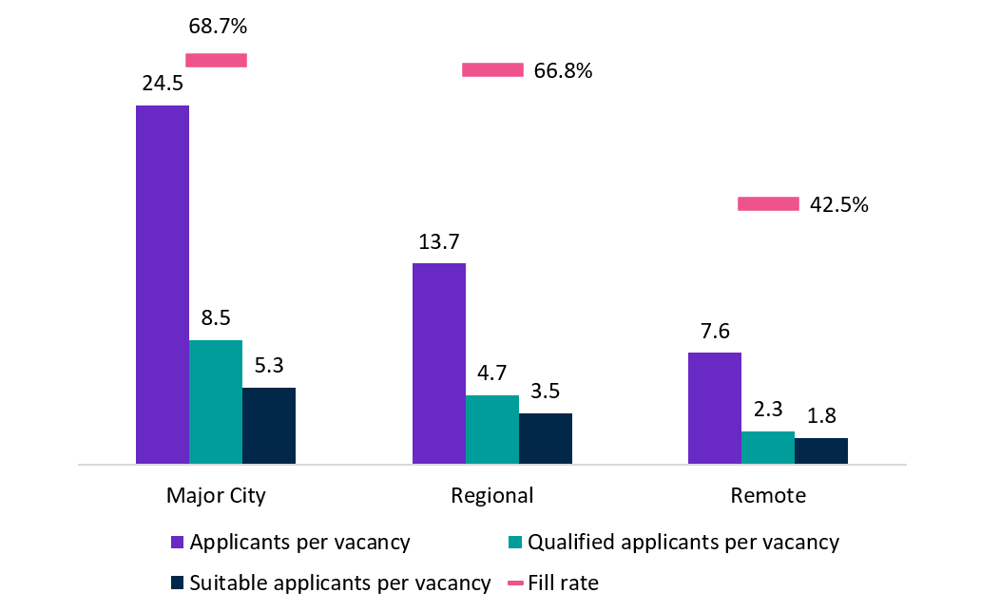 68.7%
24.5
66.8%
42.5%
13.7
8.5
7.6
5.3
4.7
3.5
2.3
1.8
Major City
Regional
Remote
Applicants per vacancy
Qualified applicants per vacancy
Suitable applicants per vacancy
Fill rate